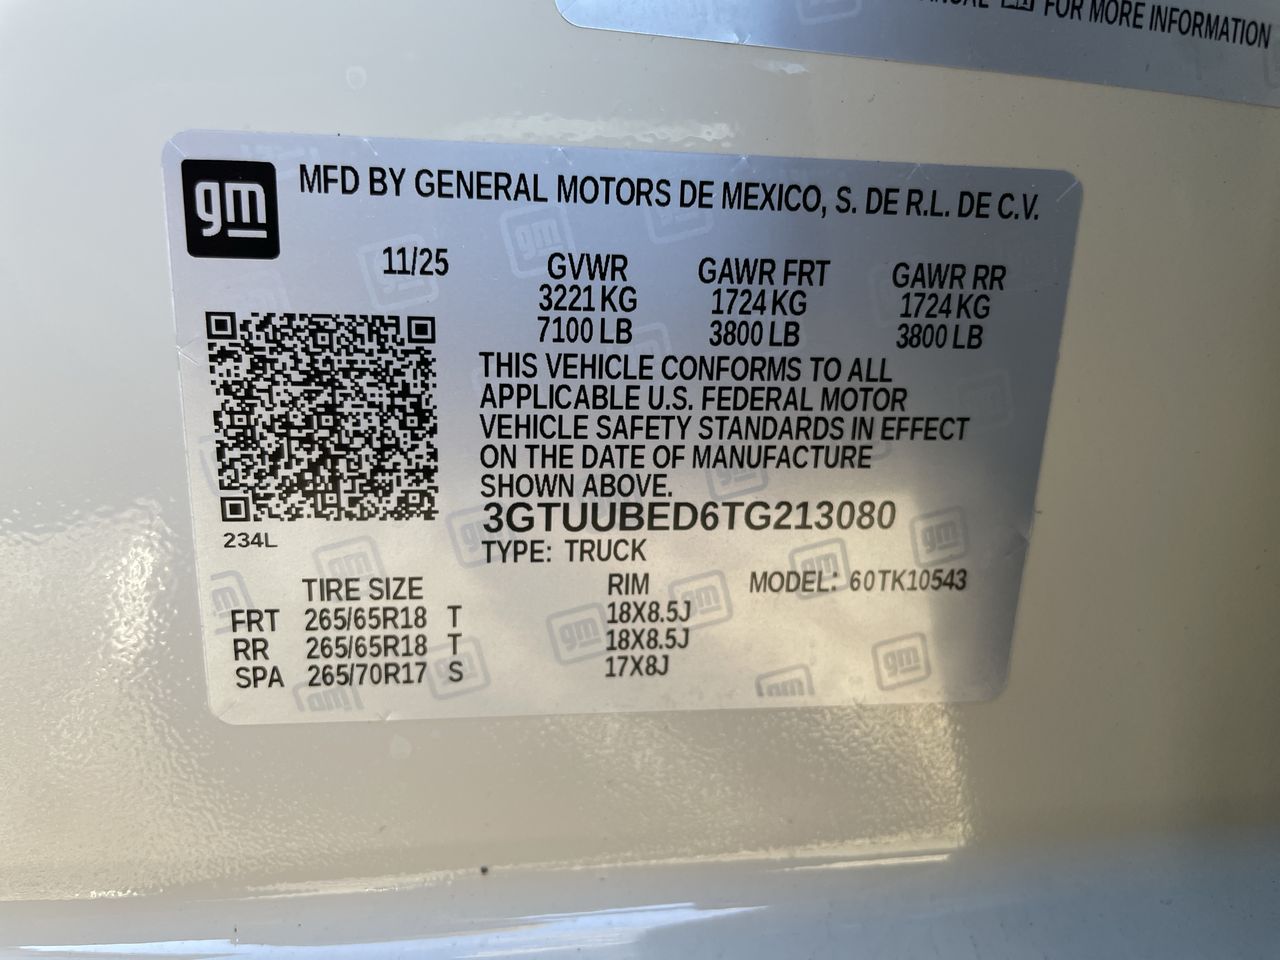 FOR MORE INFORMATION
gm
MFD BY GENERAL MOTORS DE MEXICO, S. DE R.L. DE C.V.
11/25 GVWR GAWR FRT GAWR RR
3221 KG 1724 KG 1724 KG
7100 LB 3800 LB 3800 LB
THIS VEHICLE CONFORMS TO ALL
APPLICABLE U.S. FEDERAL MOTOR
VEHICLE SAFETY STANDARDS IN EFFECT
ON THE DATE OF MANUFACTURE
SHOWN ABOVE.
3GTUUBED6TG213080
234L
TYPE: TRUCK
TIRE SIZE RIM MODEL: 60TK10543
FRT 265/65R18 T 18X8.5J
RR 265/65R18 T 18X8.5J
SPA 265/70R17 S 17X8J